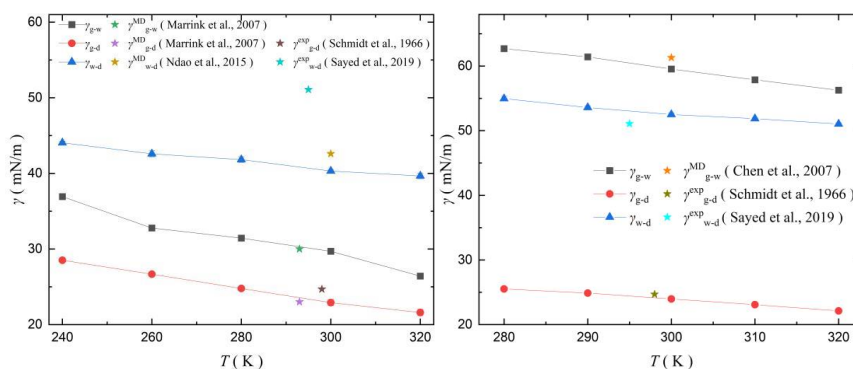 60
50
40
30
20
γ ( mN/m )
γg-w γMDg-w ( Marrink et al., 2007 )
γg-d γMDg-d ( Marrink et al., 2007 ) γexpg-d ( Schmidt et al., 1966 )
γw-d γMDw-d ( Ndao et al., 2015 ) γexpw-d ( Sayed et al., 2019 )
240 260 280 300 320
T ( K )
60
50
40
30
20
γ ( mN/m )
γg-w γMDg-w ( Chen et al., 2007 )
γg-d γexpg-d ( Schmidt et al., 1966 )
γw-d γexpw-d ( Sayed et al., 2019 )
280 290 300 310 320
T ( K )